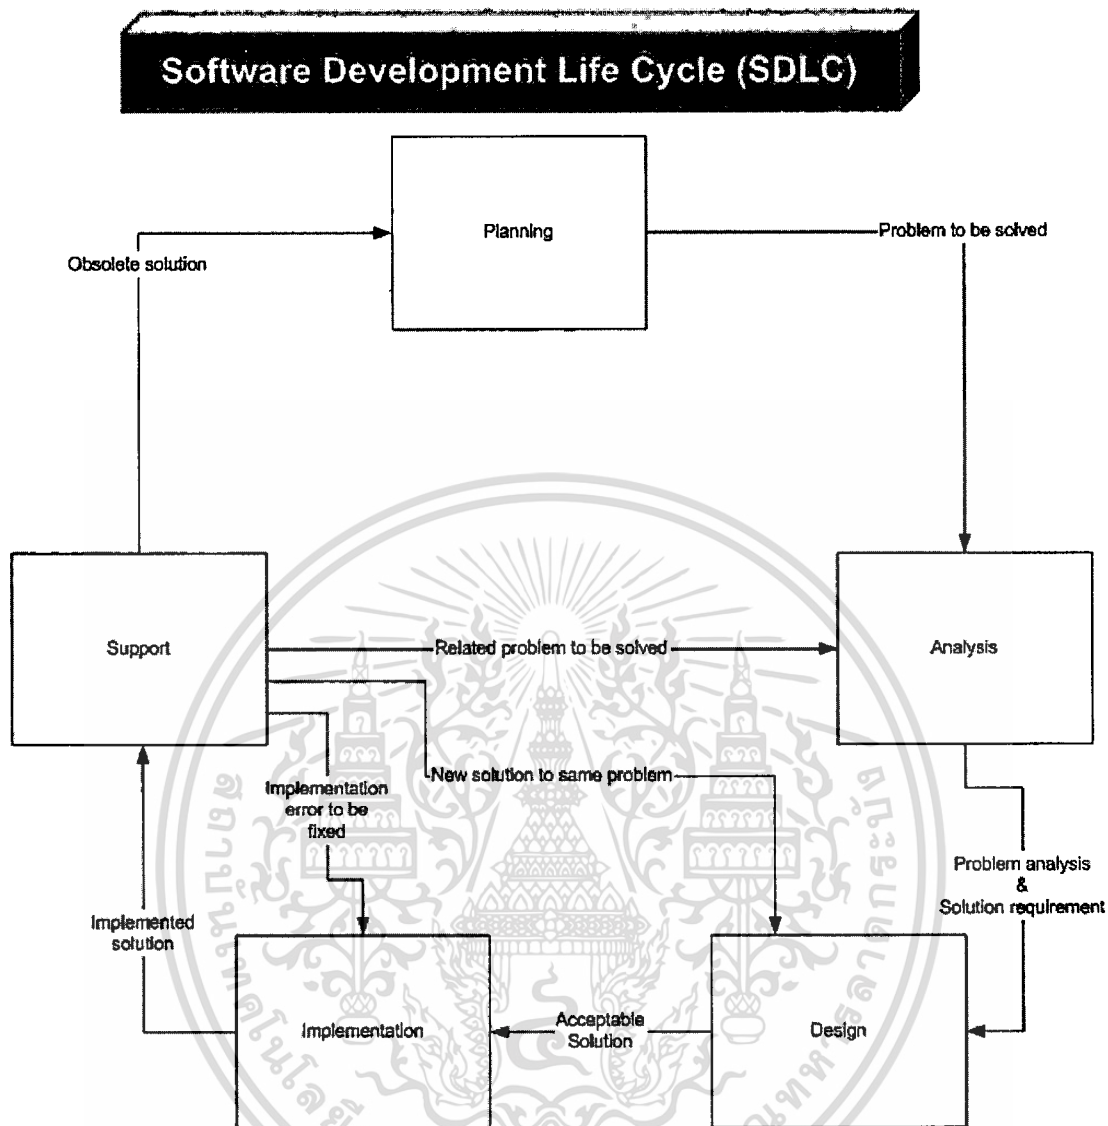 Software Development Life Cycle (SDLC)
Planning
Problem to be solved
Obsolete solution
Support
Related problem to be solved
Analysis
New solution to same problem
Implementation
error to be
fixed
Problem analysis
&
Solution requirement
Implemented
solution
Implementation
Acceptable
Solution
Design